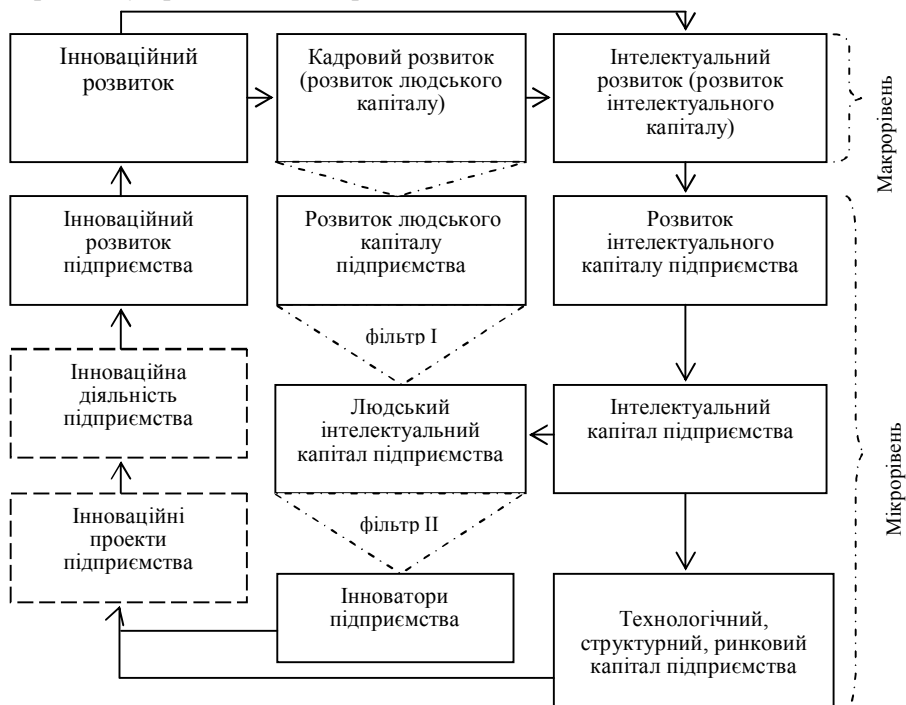 Інноваційний
розвиток
Кадровий розвиток
(розвиток людського
капіталу)
Інтелектуальний
розвиток (розвиток
інтелектуального
капіталу)
Макрорівень
Інноваційний
розвиток
підприємства
Розвиток людського
капіталу
підприємства
Розвиток
інтелектуального
капіталу підприємства
фільтр I
Інноваційна
діяльність
підприємства
Людський
інтелектуальний
капітал підприємства
Інтелектуальний
капітал підприємства
Мікрорівень
Інноваційні
проекти
підприємства
фільтр II
Інноватори
підприємства
Технологічний,
структурний, ринковий
капітал підприємства